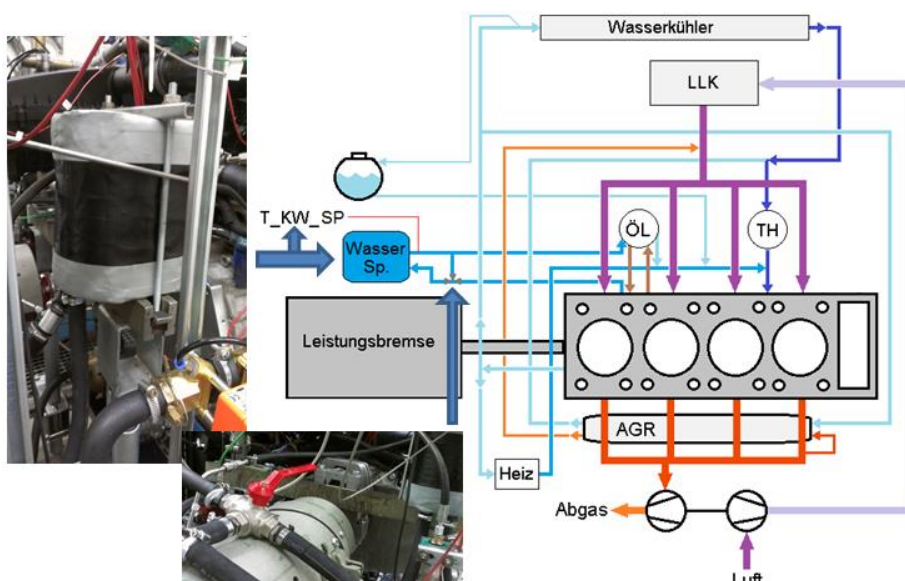 Wasserkühler
LLK
T_KW_SP
ÖL
TH
Wasser
Sp.
Leistungsbremse
AGR
Heiz
Abgas
Luft